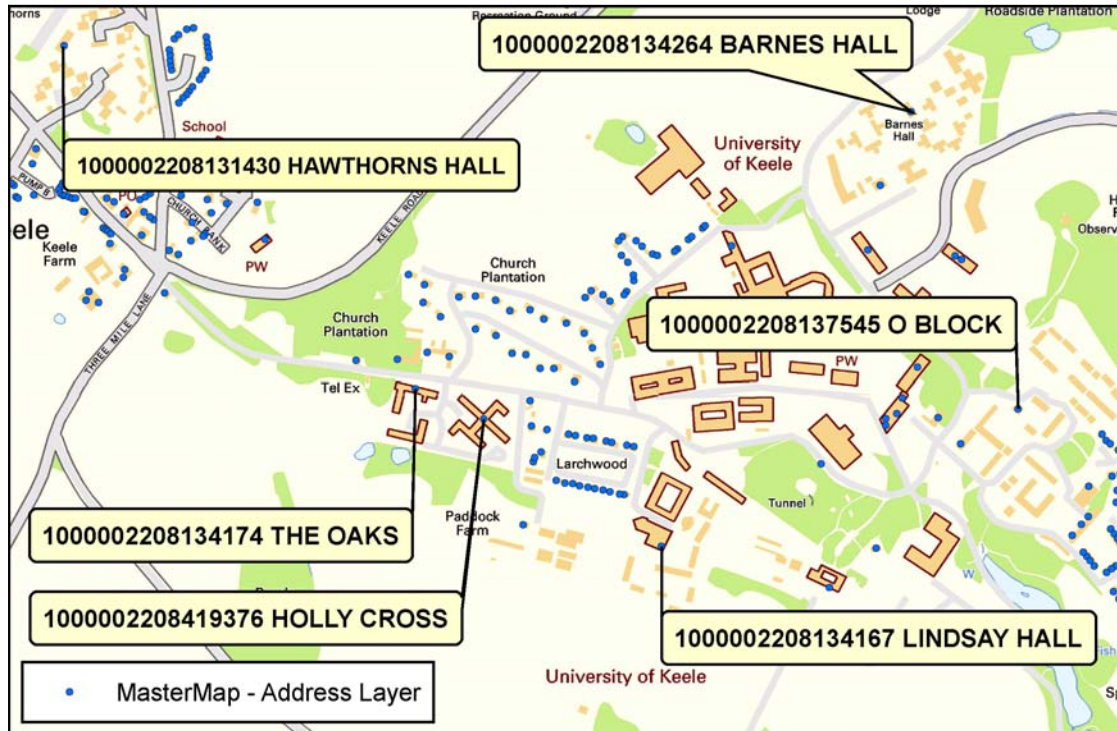 horns
Recreation Ground
Lodge
Roadside Plantation
1000002208134264 BARNES HALL
School
University
of Keele
Barnes
Hall
1000002208131430 HAWTHORNS HALL
PUMP
PO
CHURCH
BANK
KEELE ROAD
eele
Keele
Farm
PW
Church
Plantation
Observ
THREE MILE LANE
Church
Plantation
1000002208137545 O BLOCK
PW
Tel Ex
Larchwood
Tunnel
Paddock
Farm
1000002208134174 THE OAKS
W
1000002208419376 HOLLY CROSS
1000002208134167 LINDSAY HALL
Fish
University of Keele
Sp
MasterMap - Address Layer